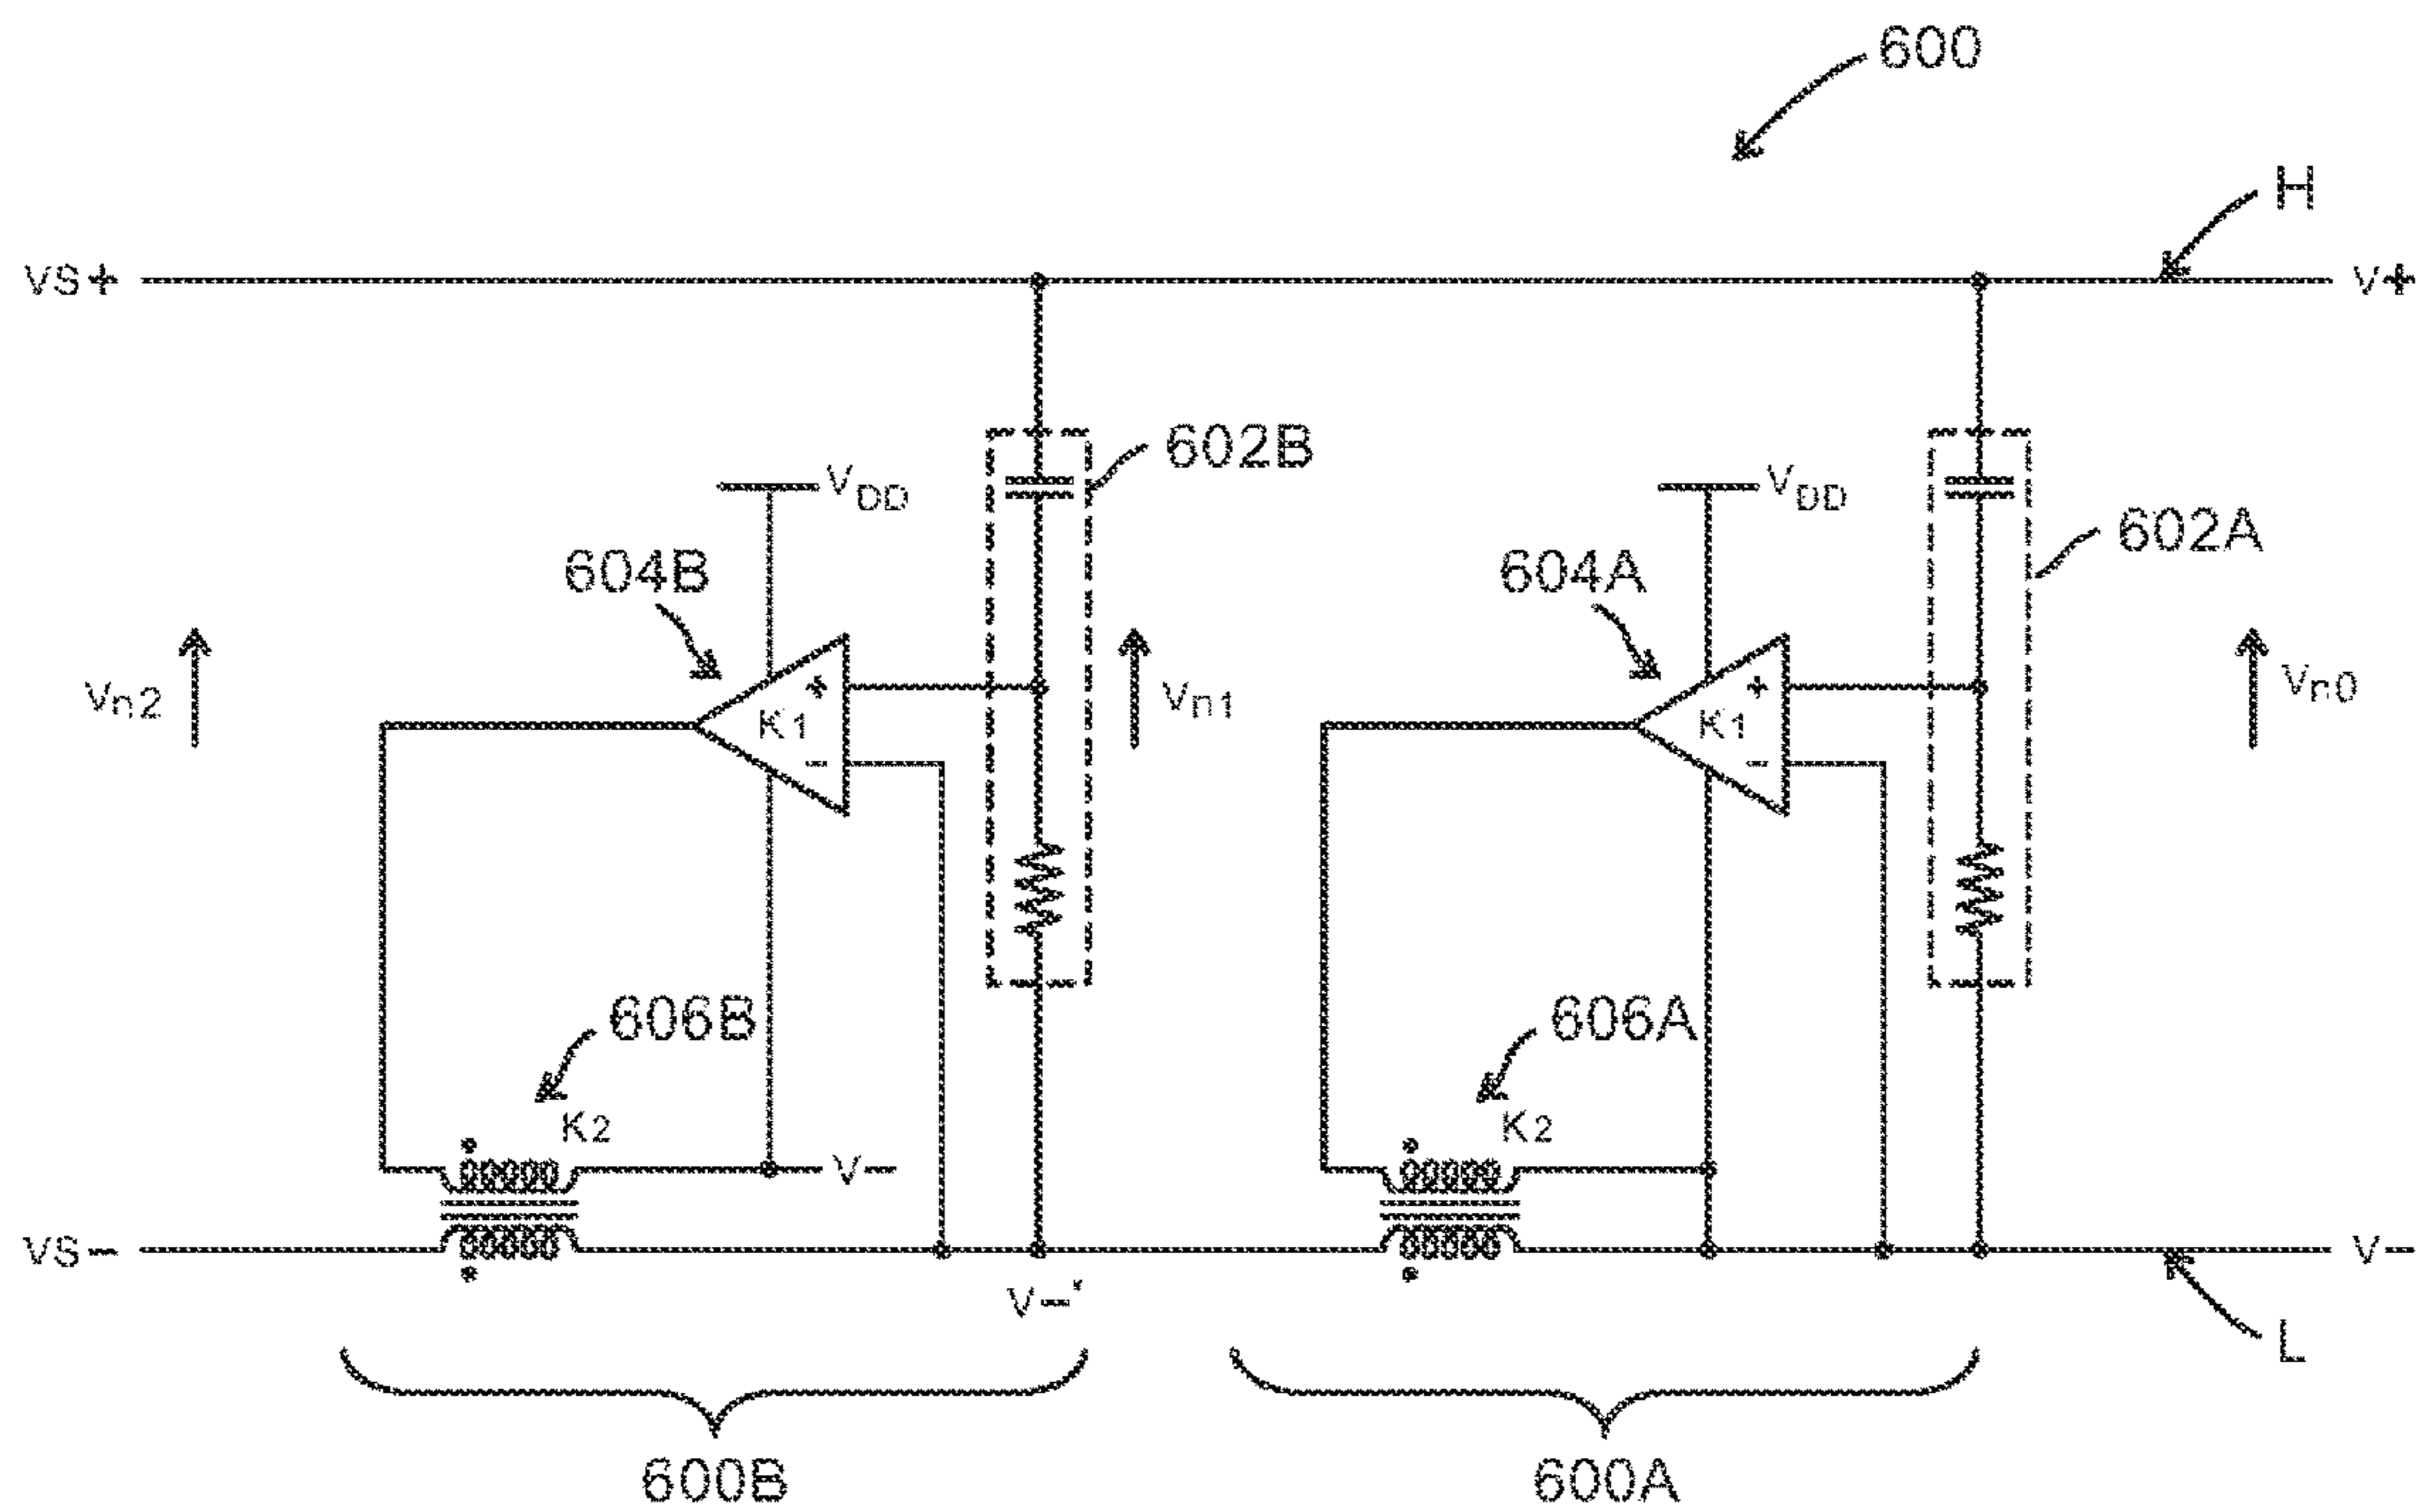 600
H
VS+ V+
602B
VDD VDD
602A
604B 604A
Vn2 + K1 - Vn1 + K1 - Vn0
606B 606A
K2 K2
V-
VS- V-
V-'
L
600B 600A